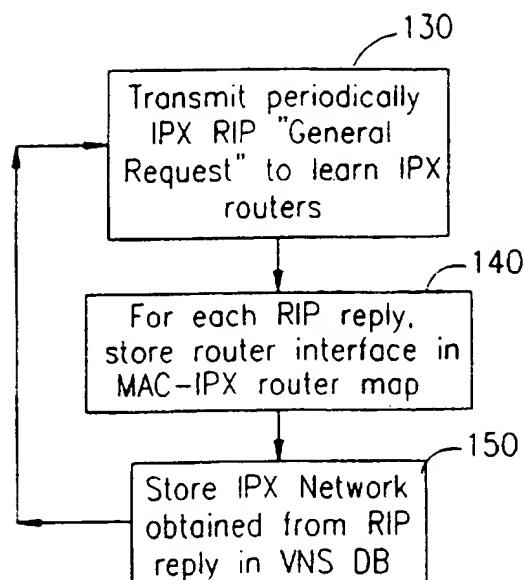 130
Transmit periodically
IPX RIP "General
Request" to learn IPX
routers
140
For each RIP reply,
store router interface in
MAC-IPX router map
150
Store IPX Network
obtained from RIP
reply in VNS DB